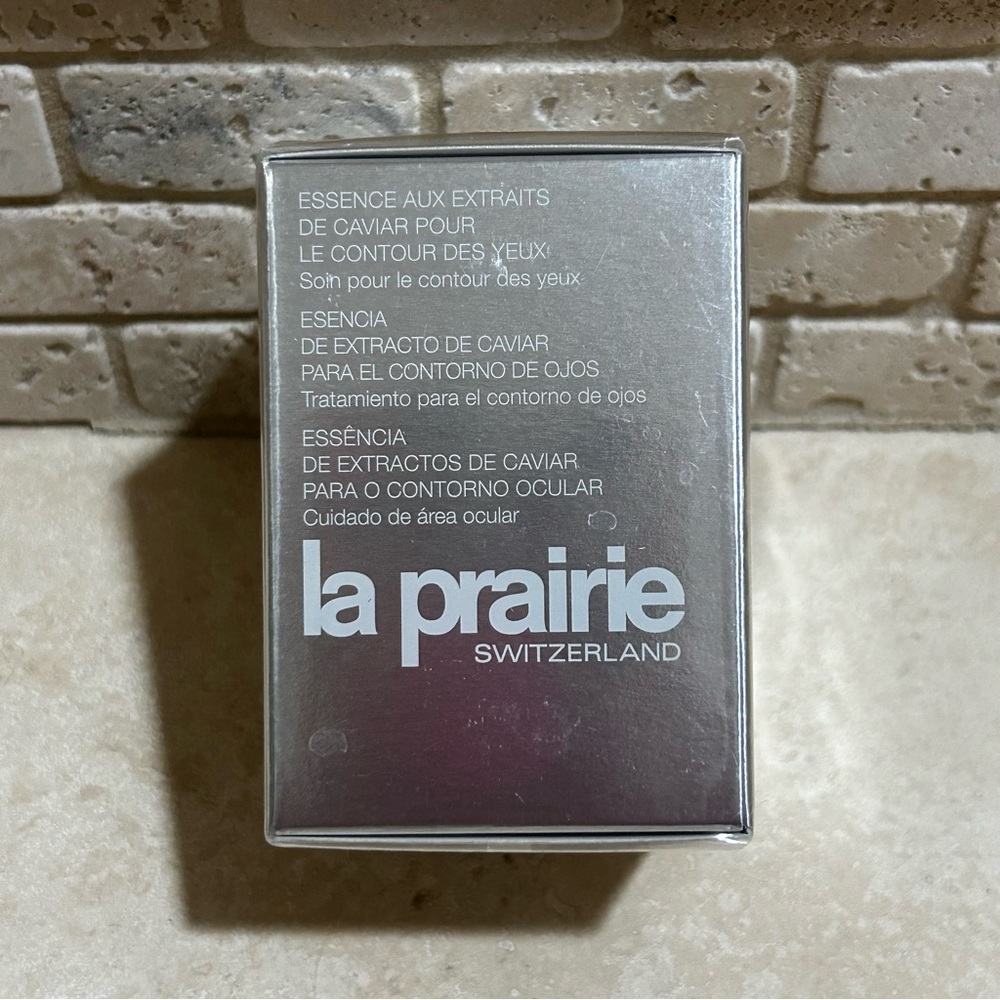 ESSENCE AUX EXTRAITS
DE CAVIAR POUR
LE CONTOUR DES YEUX
Soin pour le contour des yeux
ESENCIA
DE EXTRACTO DE CAVIAR
PARA EL CONTORNO DE OJOS
Tratamiento para el contorno de ojos
ESSÊNCIA
DE EXTRACTOS DE CAVIAR
PARA O CONTORNO OCULAR
Cuidado de área ocular
la prairie
SWITZERLAND